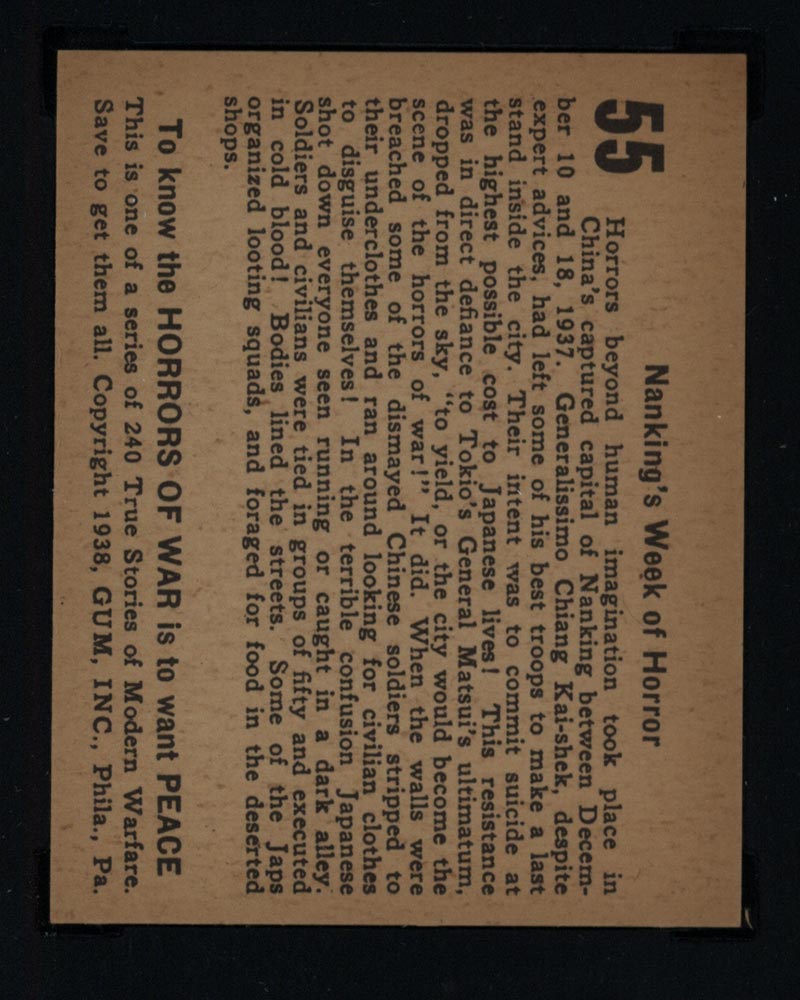 55
Nanking's Week of Horror
Horrors beyond human imagination took place in
China's captured capital of Nanking between Decem-
ber 10 and 18, 1937. Generalissimo Chiang Kai-shek, despite
expert advices, had left some of his best troops to make a last
stand inside the city. Their intent was to commit suicide at
the highest possible cost to Japanese lives! This resistance
was in direct defiance to Tokio's General Matsui's ultimatum,
dropped from the sky, "to yield, or the city would become the
scene of the horrors of war!" It did. When the walls were
breached some of the dismayed Chinese soldiers stripped to
their underclothes and ran around looking for civilian clothes
to disguise themselves! In the terrible confusion Japanese
shot down everyone seen running or caught in a dark alley.
Soldiers and civilians were tied in groups of fifty and executed
in cold blood! Bodies lined the streets. Some of the Japs
organized looting squads, and foraged for food in the deserted
shops.
To know the HORRORS OF WAR is to want PEACE
This is one of a series of 240 True Stories of Modern Warfare.
Save to get them all. Copyright 1938, GUM, INC., Phila., Pa.